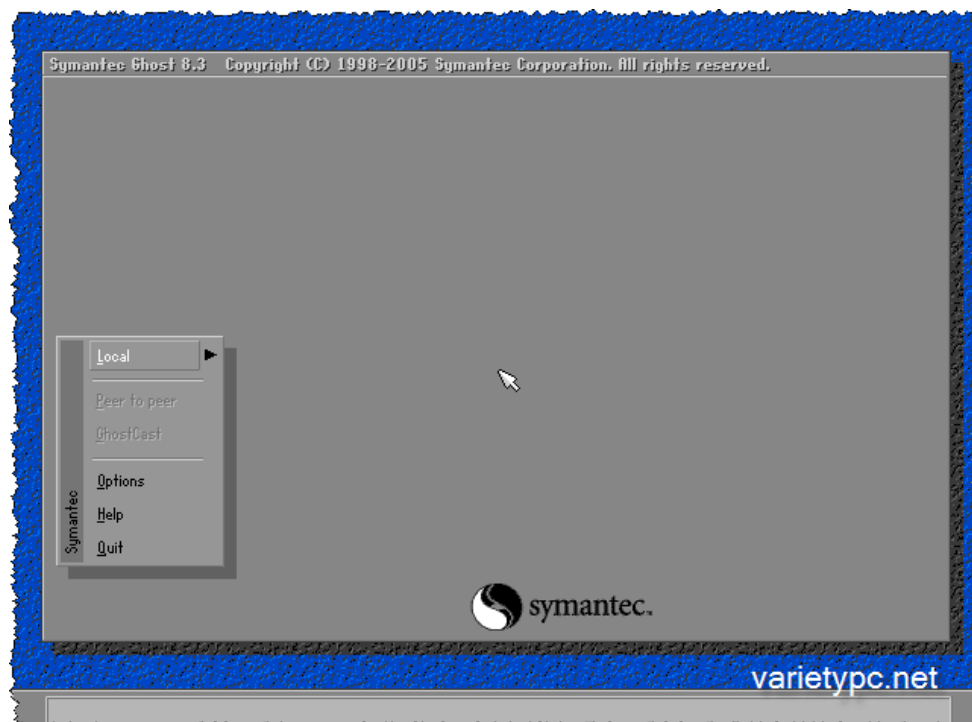 Symantec Ghost 8.3 Copyright (C) 1998-2005 Symantec Corporation. All rights reserved.
Local
Peer to peer
GhostCast
Options
Help
Quit
Symantec
symantec.
varietypc.net